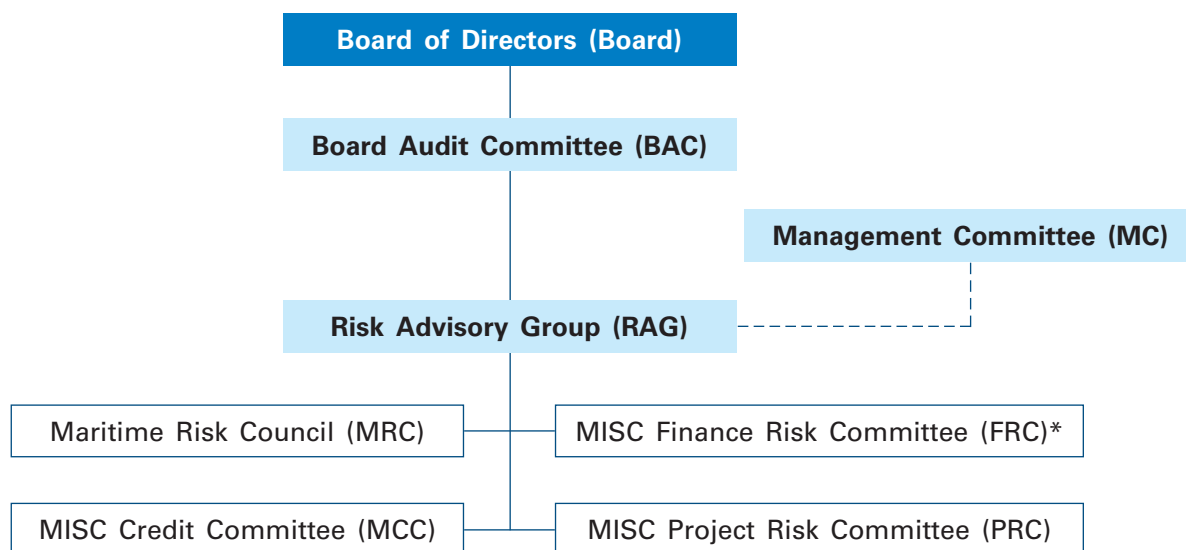 Board of Directors (Board)
Board Audit Committee (BAC)
Management Committee (MC)
Risk Advisory Group (RAG)
Maritime Risk Council (MRC)
MISC Finance Risk Committee (FRC)*
MISC Credit Committee (MCC)
MISC Project Risk Committee (PRC)